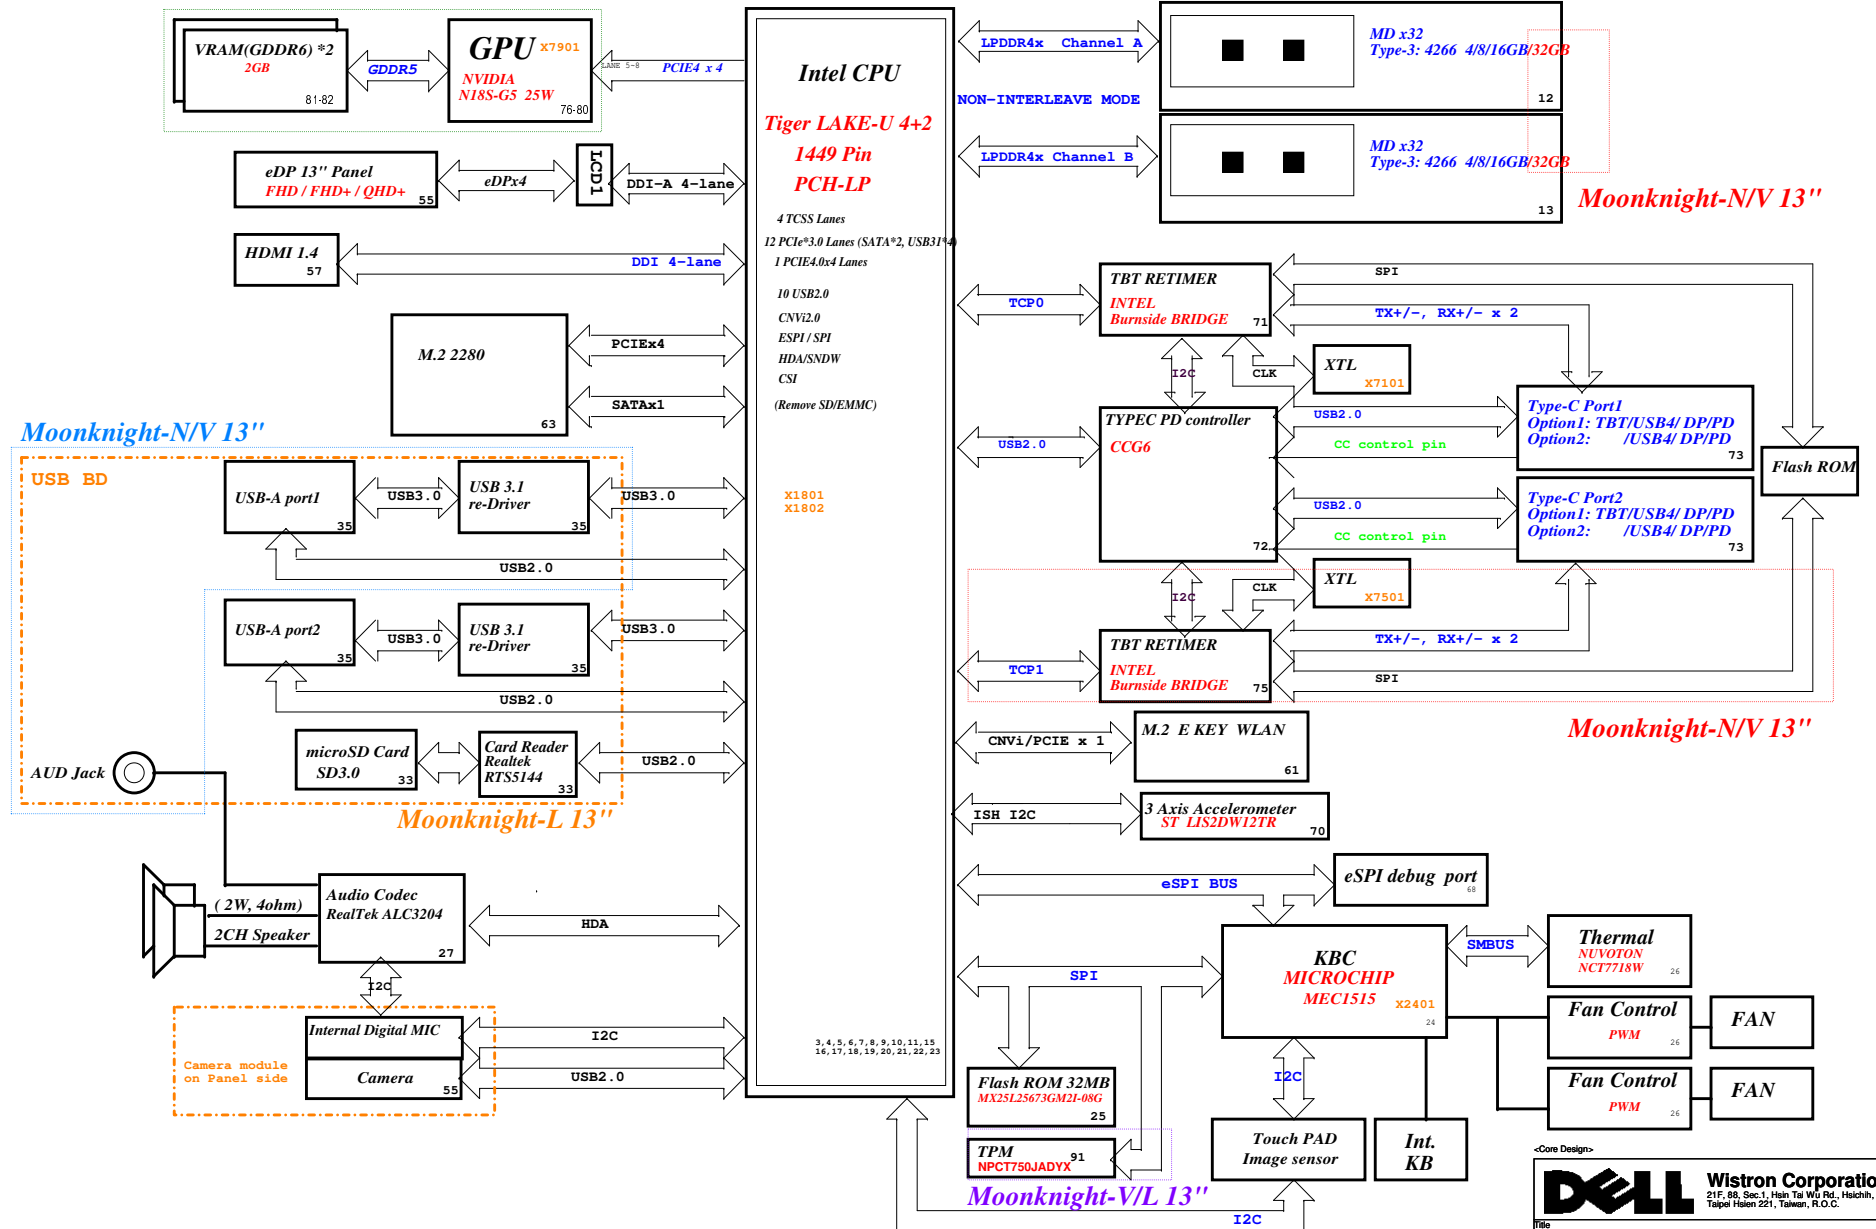 VRAM(GDDR6) *2
2GB
81-82
GDDR5
GPU X7901
NVIDIA
N18S-G5 25W
76-80
LANE 5-8
PCIE4 x 4
eDP 13" Panel
FHD / FHD+ / QHD+
55
eDPx4
LCD1
DDI-A 4-lane
HDMI 1.4
57
DDI 4-lane
M.2 2280
63
PCIEx4
SATAx1
Moonknight-N/V 13"
USB BD
USB-A port1
35
USB3.0
USB 3.1
re-Driver
35
USB3.0
USB2.0
USB-A port2
35
USB3.0
USB 3.1
re-Driver
35
USB3.0
USB2.0
microSD Card
SD3.0
33
Card Reader
Realtek
RTS5144
33
USB2.0
AUD Jack
Moonknight-L 13"
( 2W, 4ohm)
2CH Speaker
Audio Codec
RealTek ALC3204
27
HDA
I2C
Camera module
on Panel side
Internal Digital MIC
Camera
55
I2C
USB2.0
Intel CPU
Tiger LAKE-U 4+2
1449 Pin
PCH-LP
4 TCSS Lanes
12 PCIe*3.0 Lanes (SATA*2, USB31*4)
1 PCIE4.0x4 Lanes
10 USB2.0
CNVi2.0
ESPI / SPI
HDA/SNDW
CSI
(Remove SD/EMMC)
X1801
X1802
3,4,5,6,7,8,9,10,11,15
16,17,18,19,20,21,22,23
LPDDR4x Channel A
NON-INTERLEAVE MODE
LPDDR4x Channel B
MD x32
Type-3: 4266 4/8/16GB/32GB
12
MD x32
Type-3: 4266 4/8/16GB/32GB
13
Moonknight-N/V 13"
TCP0
TBT RETIMER
INTEL
Burnside BRIDGE
71
SPI
TX+/-, RX+/- x 2
I2C
CLK
XTL
X7101
USB2.0
TYPEC PD controller
CCG6
72
USB2.0
CC control pin
Type-C Port1
Option1: TBT/USB4/ DP/PD
Option2: /USB4/ DP/PD
73
Flash ROM
USB2.0
CC control pin
Type-C Port2
Option1: TBT/USB4/ DP/PD
Option2: /USB4/ DP/PD
73
I2C
CLK
XTL
X7501
TCP1
TBT RETIMER
INTEL
Burnside BRIDGE
75
TX+/-, RX+/- x 2
SPI
Moonknight-N/V 13"
CNVi/PCIE x 1
M.2 E KEY WLAN
61
ISH I2C
3 Axis Accelerometer
ST LIS2DW12TR
70
eSPI BUS
eSPI debug port
68
SPI
KBC
MICROCHIP
MEC1515
X2401
24
SMBUS
Thermal
NUVOTON
NCT7718W
26
Fan Control
PWM
26
FAN
Fan Control
PWM
26
FAN
Flash ROM 32MB
MX25L25673GM2I-08G
25
TPM
NPCT750JADYX
91
Moonknight-V/L 13"
I2C
Touch PAD
Image sensor
Int.
KB
I2C
<Core Design>
DELL
Wistron Corporatio
21F, 88, Sec.1, Hsin Tai Wu Rd., Hsichih,
Taipei Hsien 221, Taiwan, R.O.C.
Title